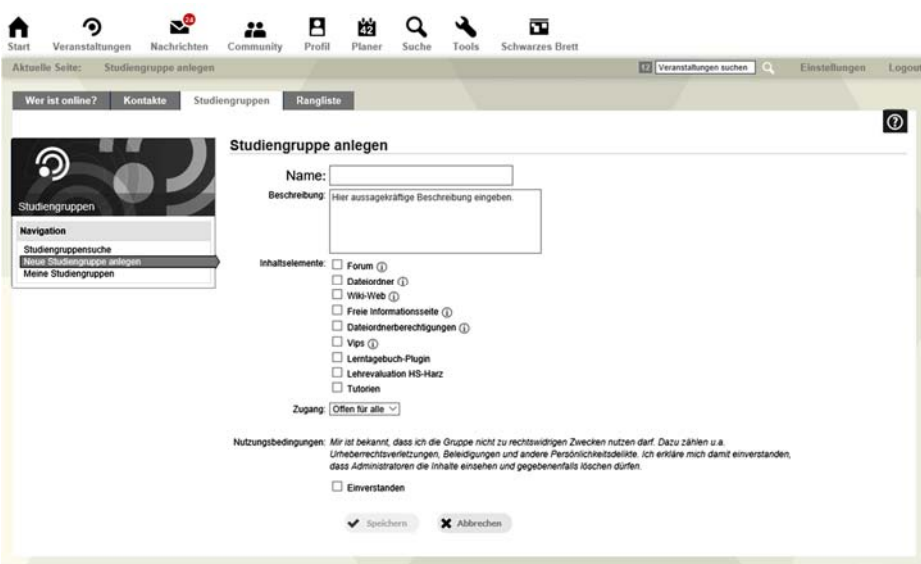 24
42
Start Veranstaltungen Nachrichten Community Profil Planer Suche Tools Schwarzes Brett
Aktuelle Seite: Studiengruppe anlegen 12 Veranstaltungen suchen Einstellungen Logout
Wer ist online? Kontakte Studiengruppen Rangliste
?
Studiengruppen
Navigation
Studiengruppensuche
Neue Studiengruppe anlegen
Meine Studiengruppen
Studiengruppe anlegen
Name:
Beschreibung: Hier aussagekräftige Beschreibung eingeben.
Inhaltselemente: Forum i
Dateiordner i
Wiki-Web i
Freie Informationsseite i
Dateiordnerberechtigungen i
Vips i
Lerntagebuch-Plugin
Lehrevaluation HS-Harz
Tutorien
Zugang: Offen für alle
Nutzungsbedingungen: Mir ist bekannt, dass ich die Gruppe nicht zu rechtswidrigen Zwecken nutzen darf. Dazu zählen u.a.
Urheberrechtsverletzungen, Beleidigungen und andere Persönlichkeitsdelikte. Ich erkläre mich damit einverstanden,
dass Administratoren die Inhalte einsehen und gegebenenfalls löschen dürfen.
Einverstanden
Speichern Abbrechen